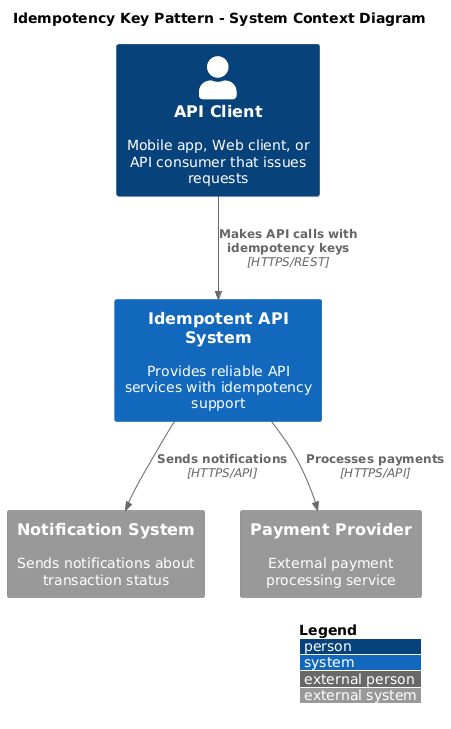 Idempotency Key Pattern - System Context Diagram
API Client
Mobile app, Web client, or
API consumer that issues
requests
Makes API calls with
idempotency keys
[HTTPS/REST]
Idempotent API
System
Provides reliable API
services with idempotency
support
Sends notifications
[HTTPS/API]
Processes payments
[HTTPS/API]
Notification System
Sends notifications about
transaction status
Payment Provider
External payment
processing service
Legend
person
system
external person
external system